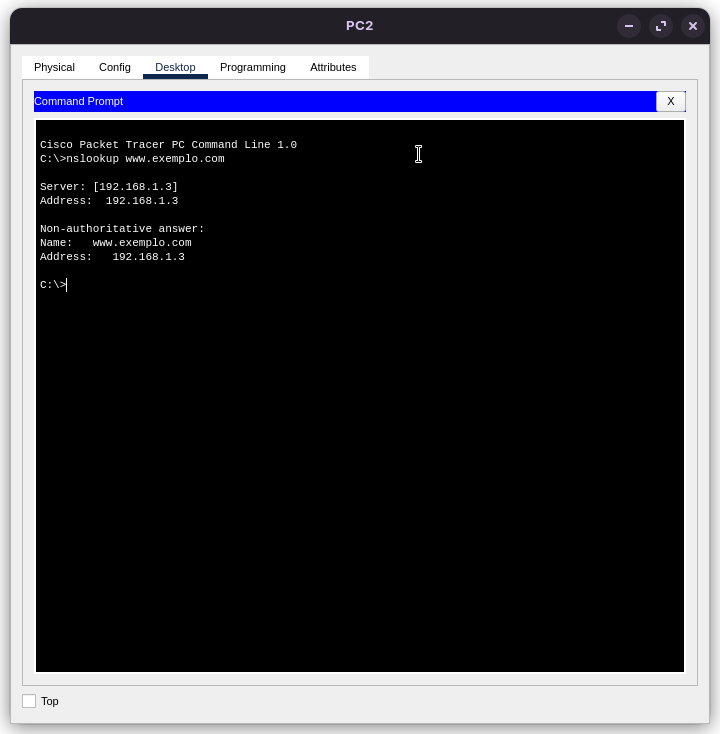 PC2
Physical Config Desktop Programming Attributes
Command Prompt X
Cisco Packet Tracer PC Command Line 1.0
C:\>nslookup www.exemplo.com
Server: [192.168.1.3]
Address:  192.168.1.3
Non-authoritative answer:
Name:   www.exemplo.com
Address:   192.168.1.3
C:\>
Top